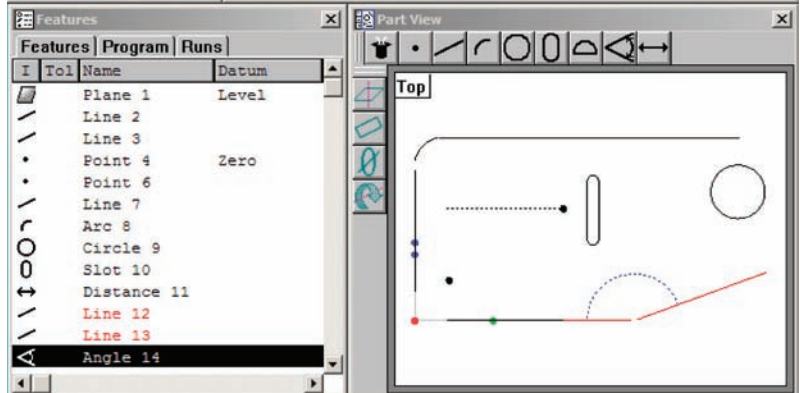 Features
Features Program Runs
I Tol Name Datum
Plane 1 Level
Line 2
Line 3
Point 4 Zero
Point 6
Line 7
Arc 8
Circle 9
Slot 10
Distance 11
Line 12
Line 13
Angle 14
Part View
Top